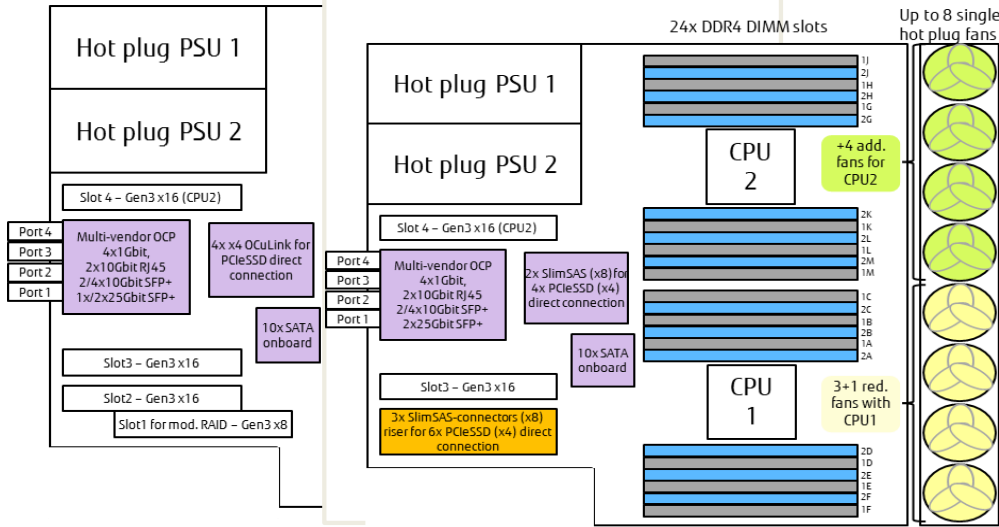 Hot plug PSU 1
Hot plug PSU 2
Slot 4 – Gen3 x16 (CPU2)
Port 4
Port 3
Port 2
Port 1
Multi-vendor OCP
4x1Gbit,
2x10Gbit RJ45
2/4x10Gbit SFP+
1x/2x25Gbit SFP+
4x x4 OCuLink for
PCIeSSD direct
connection
10x SATA
onboard
Slot3 – Gen3 x16
Slot2 – Gen3 x16
Slot1 for mod. RAID – Gen3 x8
Hot plug PSU 1
Hot plug PSU 2
Slot 4 – Gen3 x16 (CPU2)
Port 4
Port 3
Port 2
Port 1
Multi-vendor OCP
4x1Gbit,
2x10Gbit RJ45
2/4x10Gbit SFP+
2x25Gbit SFP+
2x SlimSAS (x8) for
4x PCIeSSD (x4)
direct connection
10x SATA
onboard
Slot3 – Gen3 x16
3x SlimSAS-connectors (x8)
riser for 6x PCIeSSD (x4) direct
connection
24x DDR4 DIMM slots
1J
2J
1H
2H
1G
2G
CPU
2
2K
1K
2L
1L
2M
1M
1C
2C
1B
2B
1A
2A
CPU
1
2D
1D
2E
1E
2F
1F
Up to 8 single
hot plug fans
+4 add.
fans for
CPU2
3+1 red.
fans with
CPU1